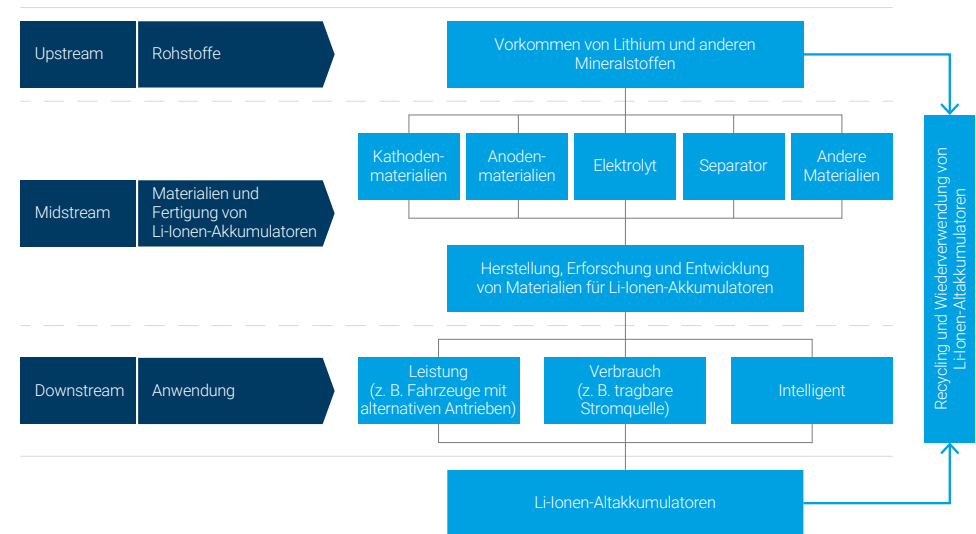 Upstream
Rohstoffe
Vorkommen von Lithium und anderen
Mineralstoffen
Midstream
Materialien und
Fertigung von
Li-Ionen-Akkumulatoren
Kathoden-
materialien
Anoden-
materialien
Elektrolyt
Separator
Andere
Materialien
Herstellung, Erforschung und Entwicklung
von Materialien für Li-Ionen-Akkumulatoren
Downstream
Anwendung
Leistung
(z. B. Fahrzeuge mit
alternativen Antrieben)
Verbrauch
(z. B. tragbare
Stromquelle)
Intelligent
Li-Ionen-Altakkumulatoren
Recycling und Wiederverwendung von
Li-Ionen-Altakkumulatoren